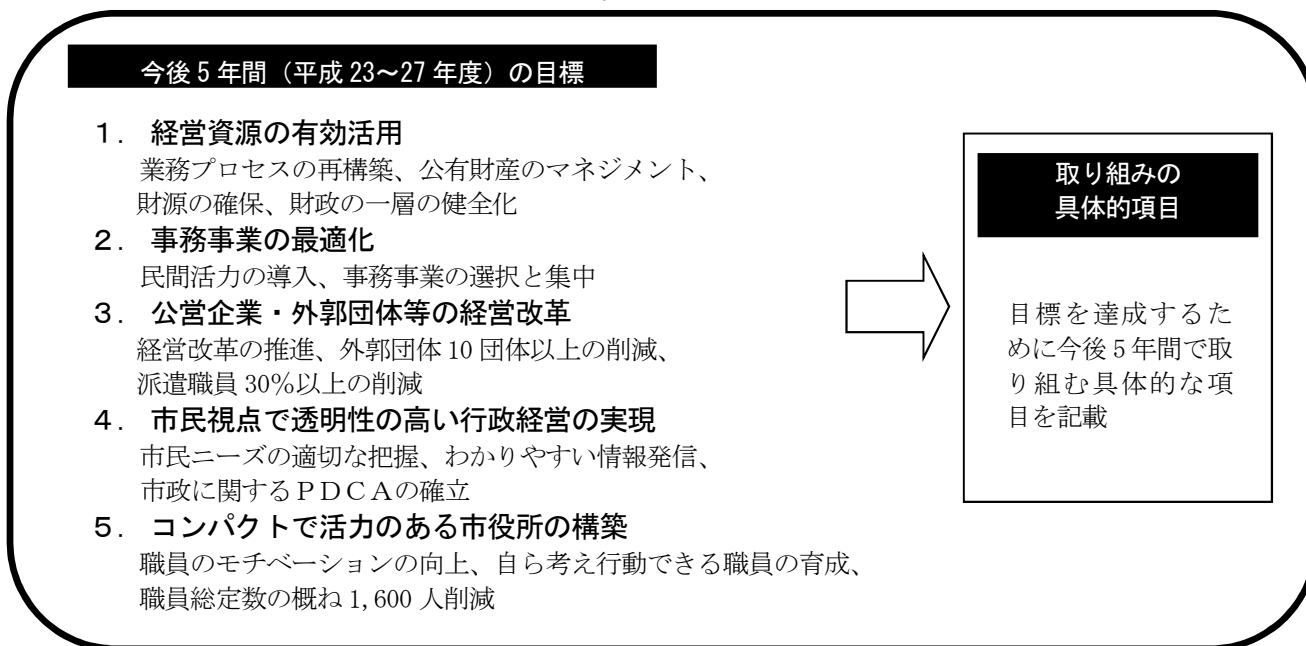 今後5年間（平成23～27年度）の目標
１． 経営資源の有効活用
業務プロセスの再構築、公有財産のマネジメント、
財源の確保、財政の一層の健全化
２． 事務事業の最適化
民間活力の導入、事務事業の選択と集中
３． 公営企業・外郭団体等の経営改革
経営改革の推進、外郭団体10団体以上の削減、
派遣職員30％以上の削減
４． 市民視点で透明性の高い行政経営の実現
市民ニーズの適切な把握、わかりやすい情報発信、
市政に関するＰＤＣＡの確立
５． コンパクトで活力のある市役所の構築
職員のモチベーションの向上、自ら考え行動できる職員の育成、
職員総定数の概ね1,600人削減
取り組みの
具体的項目
目標を達成するた
めに今後5年間で取
り組む具体的な項
目を記載